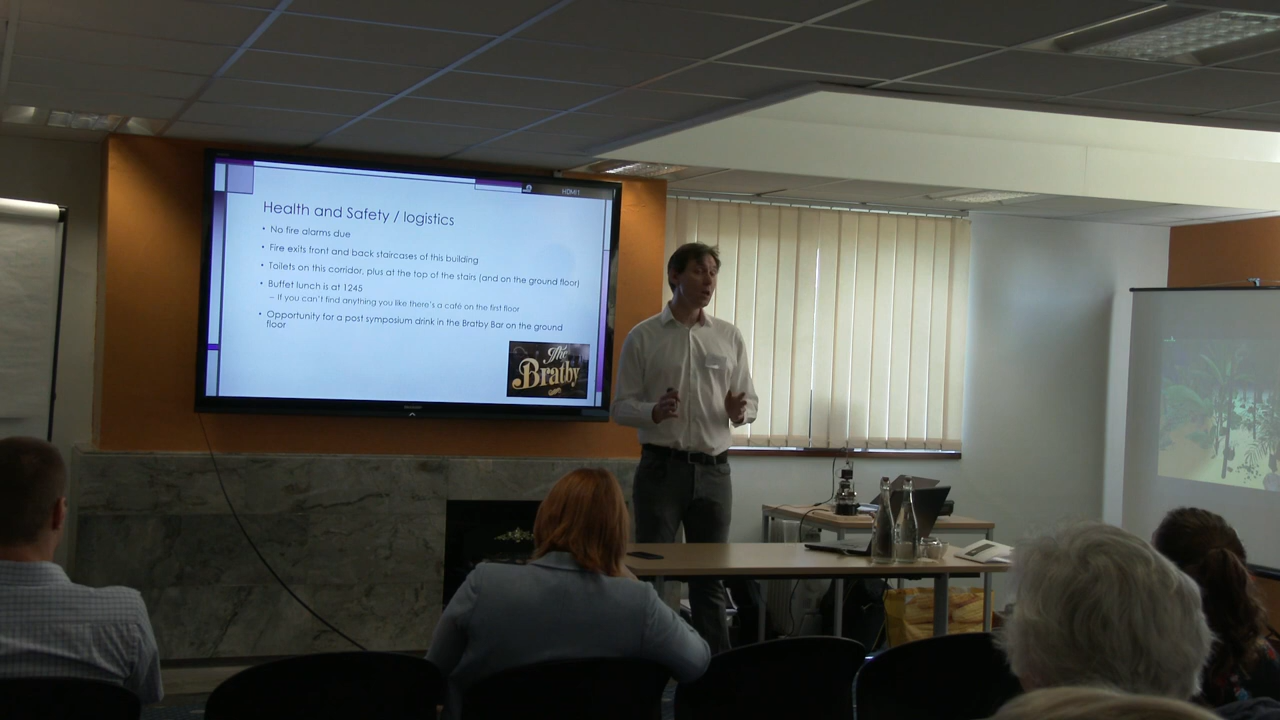 HDMI1
Health and Safety / logistics
• No fire alarms due
• Fire exits front and back staircases of this building
• Toilets on this corridor, plus at the top of the stairs (and on the ground floor)
• Buffet lunch is at 1245
– If you can't find anything you like there's a café on the first floor
• Opportunity for a post symposium drink in the Bratby Bar on the ground
floor
The
Bratby